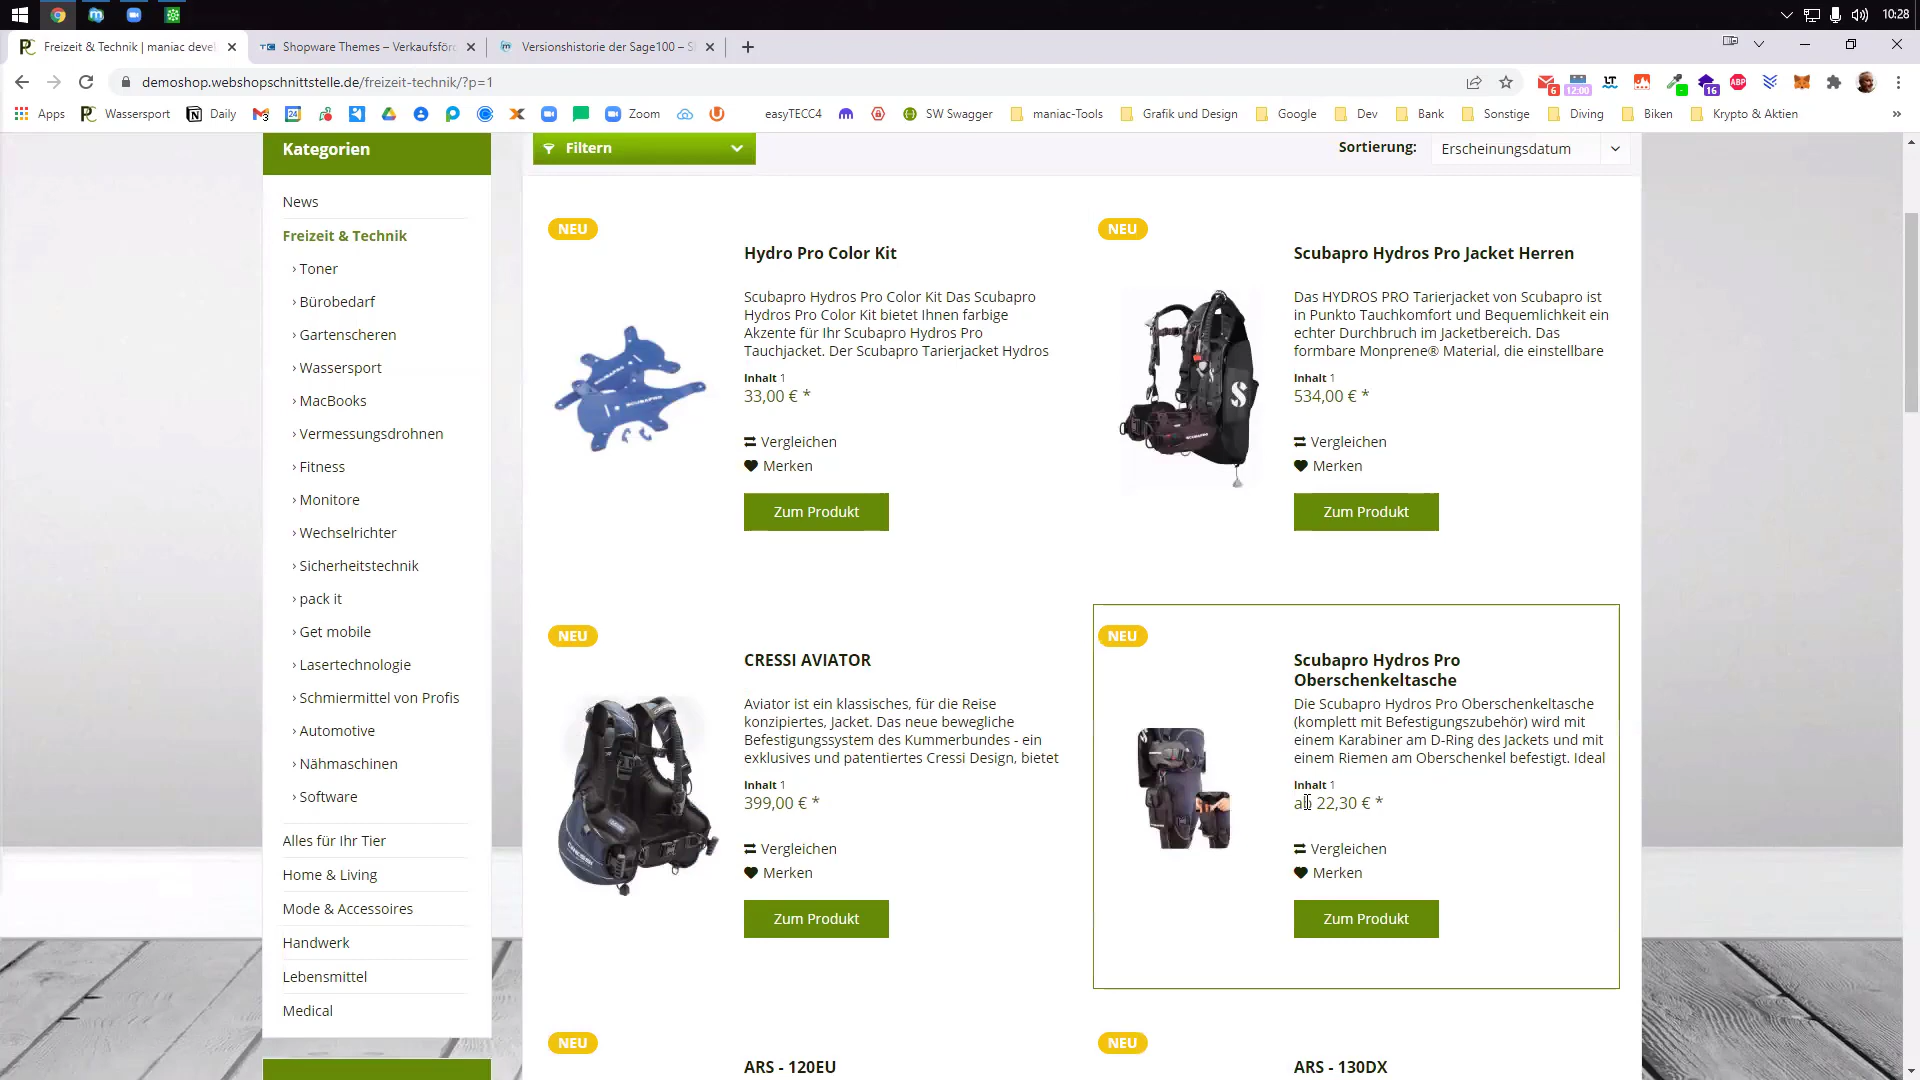 10:28
Freizeit & Technik | maniac devel
Shopware Themes – Verkaufsförd
Versionshistorie der Sage100 – S
demoshop.webshopschnittstelle.de/freizeit-technik/?p=1
6
12:00
LT
16
ABP
Apps
Wassersport
Daily
Zoom
easyTECC4
SW Swagger
maniac-Tools
Grafik und Design
Google
Dev
Bank
Sonstige
Diving
Biken
Krypto & Aktien
»
Kategorien
News
Freizeit & Technik
› Toner
› Bürobedarf
› Gartenscheren
› Wassersport
› MacBooks
› Vermessungsdrohnen
› Fitness
› Monitore
› Wechselrichter
› Sicherheitstechnik
› pack it
› Get mobile
› Lasertechnologie
› Schmiermittel von Profis
› Automotive
› Nähmaschinen
› Software
Alles für Ihr Tier
Home & Living
Mode & Accessoires
Handwerk
Lebensmittel
Medical
Filtern
Sortierung:
Erscheinungsdatum
NEU
Hydro Pro Color Kit
Scubapro Hydros Pro Color Kit Das Scubapro
Hydros Pro Color Kit bietet Ihnen farbige
Akzente für Ihr Scubapro Hydros Pro
Tauchjacket. Der Scubapro Tarierjacket Hydros
Inhalt 1
33,00 € *
Vergleichen
Merken
Zum Produkt
NEU
Scubapro Hydros Pro Jacket Herren
Das HYDROS PRO Tarierjacket von Scubapro ist
in Punkto Tauchkomfort und Bequemlichkeit ein
echter Durchbruch im Jacketbereich. Das
formbare Monprene® Material, die einstellbare
Inhalt 1
534,00 € *
Vergleichen
Merken
Zum Produkt
NEU
CRESSI AVIATOR
Aviator ist ein klassisches, für die Reise
konzipiertes, Jacket. Das neue bewegliche
Befestigungssystem des Kummerbundes - ein
exklusives und patentiertes Cressi Design, bietet
Inhalt 1
399,00 € *
Vergleichen
Merken
Zum Produkt
NEU
Scubapro Hydros Pro
Oberschenkeltasche
Die Scubapro Hydros Pro Oberschenkeltasche
(komplett mit Befestigungszubehör) wird mit
einem Karabiner am D-Ring des Jackets und mit
einem Riemen am Oberschenkel befestigt. Ideal
Inhalt 1
ab 22,30 € *
Vergleichen
Merken
Zum Produkt
NEU
ARS - 120EU
NEU
ARS - 130DX